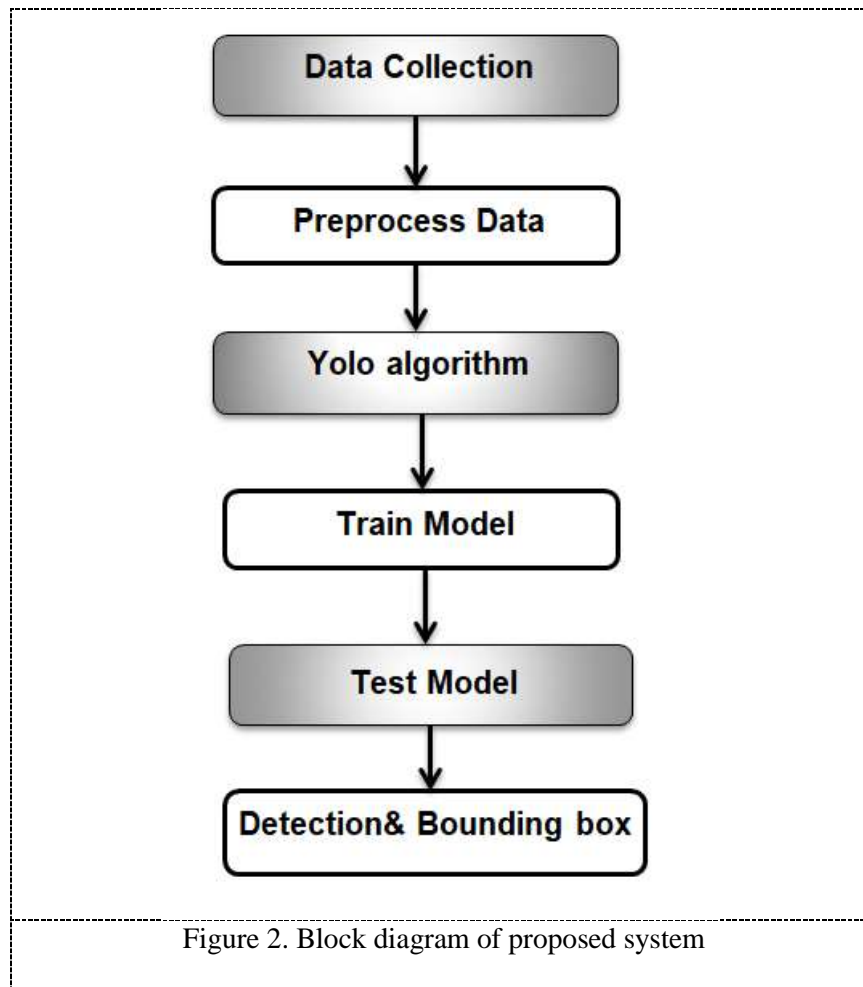 Data Collection
Preprocess Data
Yolo algorithm
Train Model
Test Model
Detection& Bounding box
Figure 2. Block diagram of proposed system